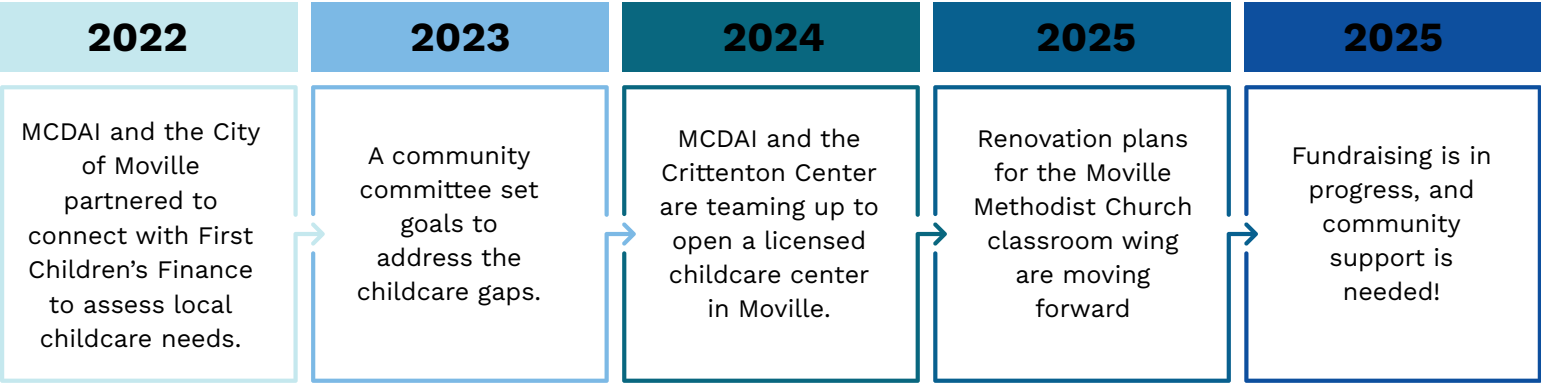 2022
MCDAI and the City
of Moville
partnered to
connect with First
Children’s Finance
to assess local
childcare needs.
2023
A community
committee set
goals to
address the
childcare gaps.
2024
MCDAI and the
Crittenton Center
are teaming up to
open a licensed
childcare center
in Moville.
2025
Renovation plans
for the Moville
Methodist Church
classroom wing
are moving
forward
2025
Fundraising is in
progress, and
community
support is
needed!